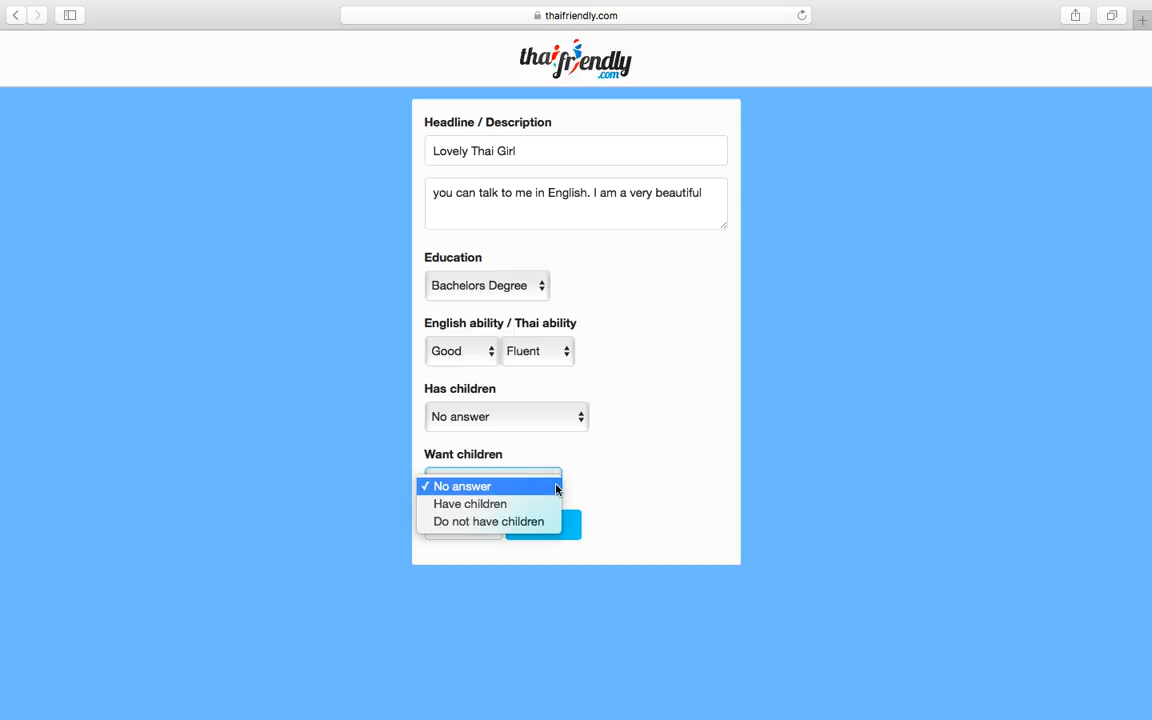 thaifriendly.com
thaifriendly
.com
Headline / Description
Lovely Thai Girl
you can talk to me in English. I am a very beautiful
Education
Bachelors Degree
English ability / Thai ability
Good
Fluent
Has children
No answer
Want children
✓ No answer
Have children
Do not have children